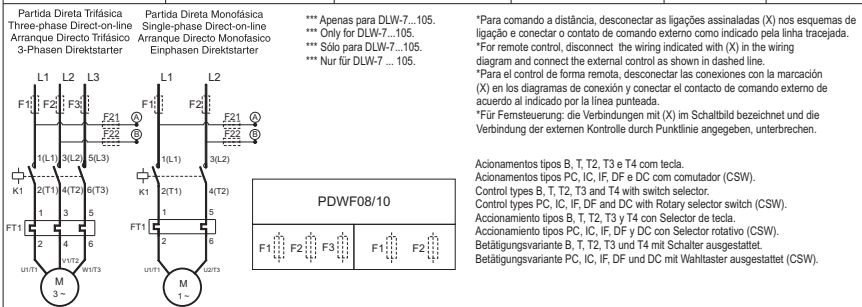 Partida Direta Trifásica
Three-phase Direct-on-line
Arranque Directo Trifásico
3-Phasen Direktstarter
Partida Direta Monofásica
Single-phase Direct-on-line
Arranque Directo Monofasico
Einphasen Direktstarter
*** Apenas para DLW-7...105.
*** Only for DLW-7...105.
*** Sólo para DLW-7...105.
*** Nur für DLW-7 ... 105.
*Para comando a distância, desconectar as ligações assinaladas (X) nos esquemas de
ligação e conectar o contato de comando externo como indicado pela linha tracejada.
*For remote control, disconnect the wiring indicated with (X) in the wiring
diagram and connect the external control as shown in dashed line.
*Para el control de forma remota, desconectar las conexiones con la marcación
(X) en los diagramas de conexión y conectar el contacto de comando externo de
acuerdo al indicado por la línea punteada.
*Für Fernsteuerung: die Verbindungen mit (X) im Schaltbild bezeichnet und die
Verbindung der externen Kontrolle durch Punktlinie angegeben, unterbrechen.
Acionamentos tipos B, T, T2, T3 e T4 com tecla.
Acionamentos tipos PC, IC, IF, DF e DC com comutador (CSW).
Control types B, T, T2, T3 and T4 with switch selector.
Control types PC, IC, IF, DF and DC with Rotary selector switch (CSW).
Accionamiento tipos B, T, T2, T3 y T4 con Selector de tecla.
Accionamiento tipos PC, IC, IF, DF y DC con Selector rotativo (CSW).
Betätigungsvariante B, T, T2, T3 und T4 mit Schalter ausgestattet.
Betätigungsvariante PC, IC, IF, DF und DC mit Wahltaster ausgestattet (CSW).
L1 L2 L3
F1 F2 F3
F21 A
F22 B
1(L1) 3(L2) 5(L3)
K1
2(T1) 4(T2) 6(T3)
1 3 5
FT1
2 4 6
U1/T1 V1/T2 W1/T3
M
3 ~
L1 L2
F1 F2
F21 A
F22 B
1(L1) 3(L2)
K1
2(T1) 4(T2)
1 5
FT1
2 6
U1/T1 U2/T3
M
1 ~
PDWF08/10
F1 F2 F3 F1 F2